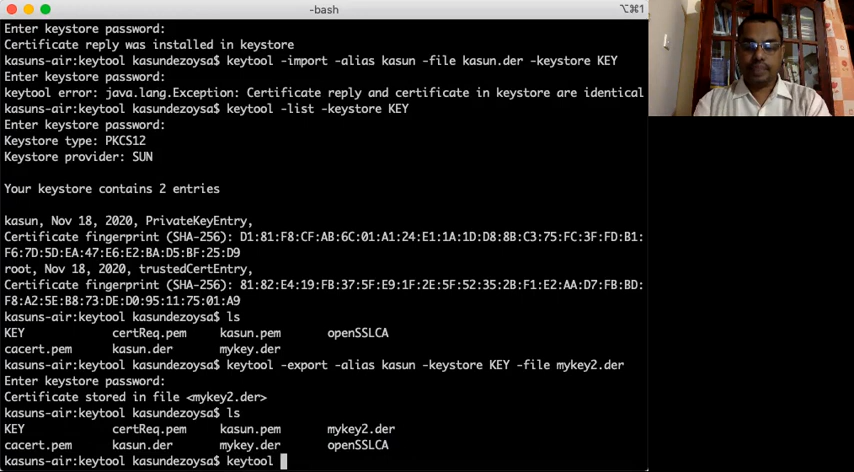 -bash
⌥⌘1
Enter keystore password:
Certificate reply was installed in keystore
kasuns-air:keytool kasundezoysa$ keytool -import -alias kasun -file kasun.der -keystore KEY
Enter keystore password:
keytool error: java.lang.Exception: Certificate reply and certificate in keystore are identical
kasuns-air:keytool kasundezoysa$ keytool -list -keystore KEY
Enter keystore password:
Keystore type: PKCS12
Keystore provider: SUN
Your keystore contains 2 entries
kasun, Nov 18, 2020, PrivateKeyEntry,
Certificate fingerprint (SHA-256): D1:81:F8:CF:AB:6C:01:A1:24:E1:1A:1D:D8:8B:C3:75:FC:3F:FD:B1:
F6:7D:5D:EA:47:E6:E2:BA:D5:BF:25:D9
root, Nov 18, 2020, trustedCertEntry,
Certificate fingerprint (SHA-256): 81:82:E4:19:FB:37:5F:E9:1F:2E:5F:52:35:2B:F1:E2:AA:D7:FB:BD:
F8:A2:5E:B8:73:DE:D0:95:11:75:01:A9
kasuns-air:keytool kasundezoysa$ ls
KEY certReq.pem kasun.pem openSSLCA
cacert.pem kasun.der mykey.der
kasuns-air:keytool kasundezoysa$ keytool -export -alias kasun -keystore KEY -file mykey2.der
Enter keystore password:
Certificate stored in file <mykey2.der>
kasuns-air:keytool kasundezoysa$ ls
KEY certReq.pem kasun.pem mykey2.der
cacert.pem kasun.der mykey.der openSSLCA
kasuns-air:keytool kasundezoysa$ keytool